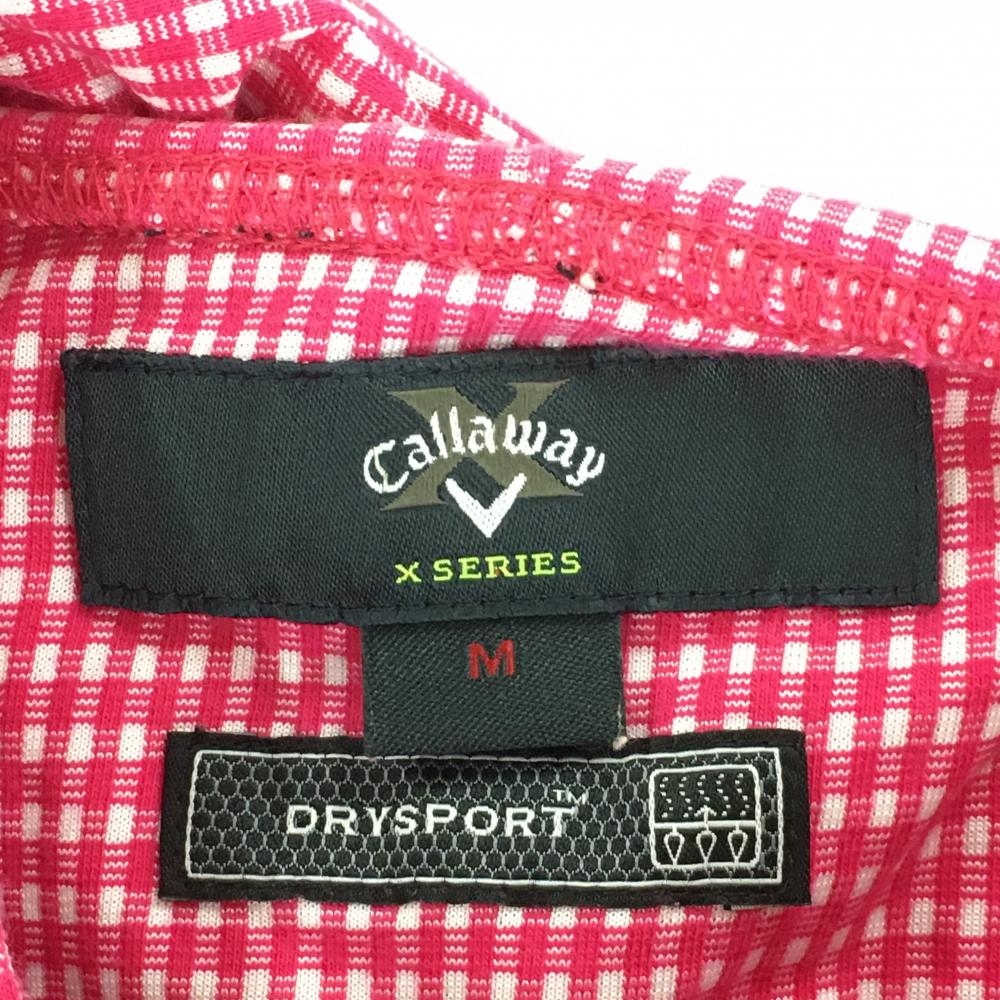 Callaway
X SERIES
M
DRYSPORT™